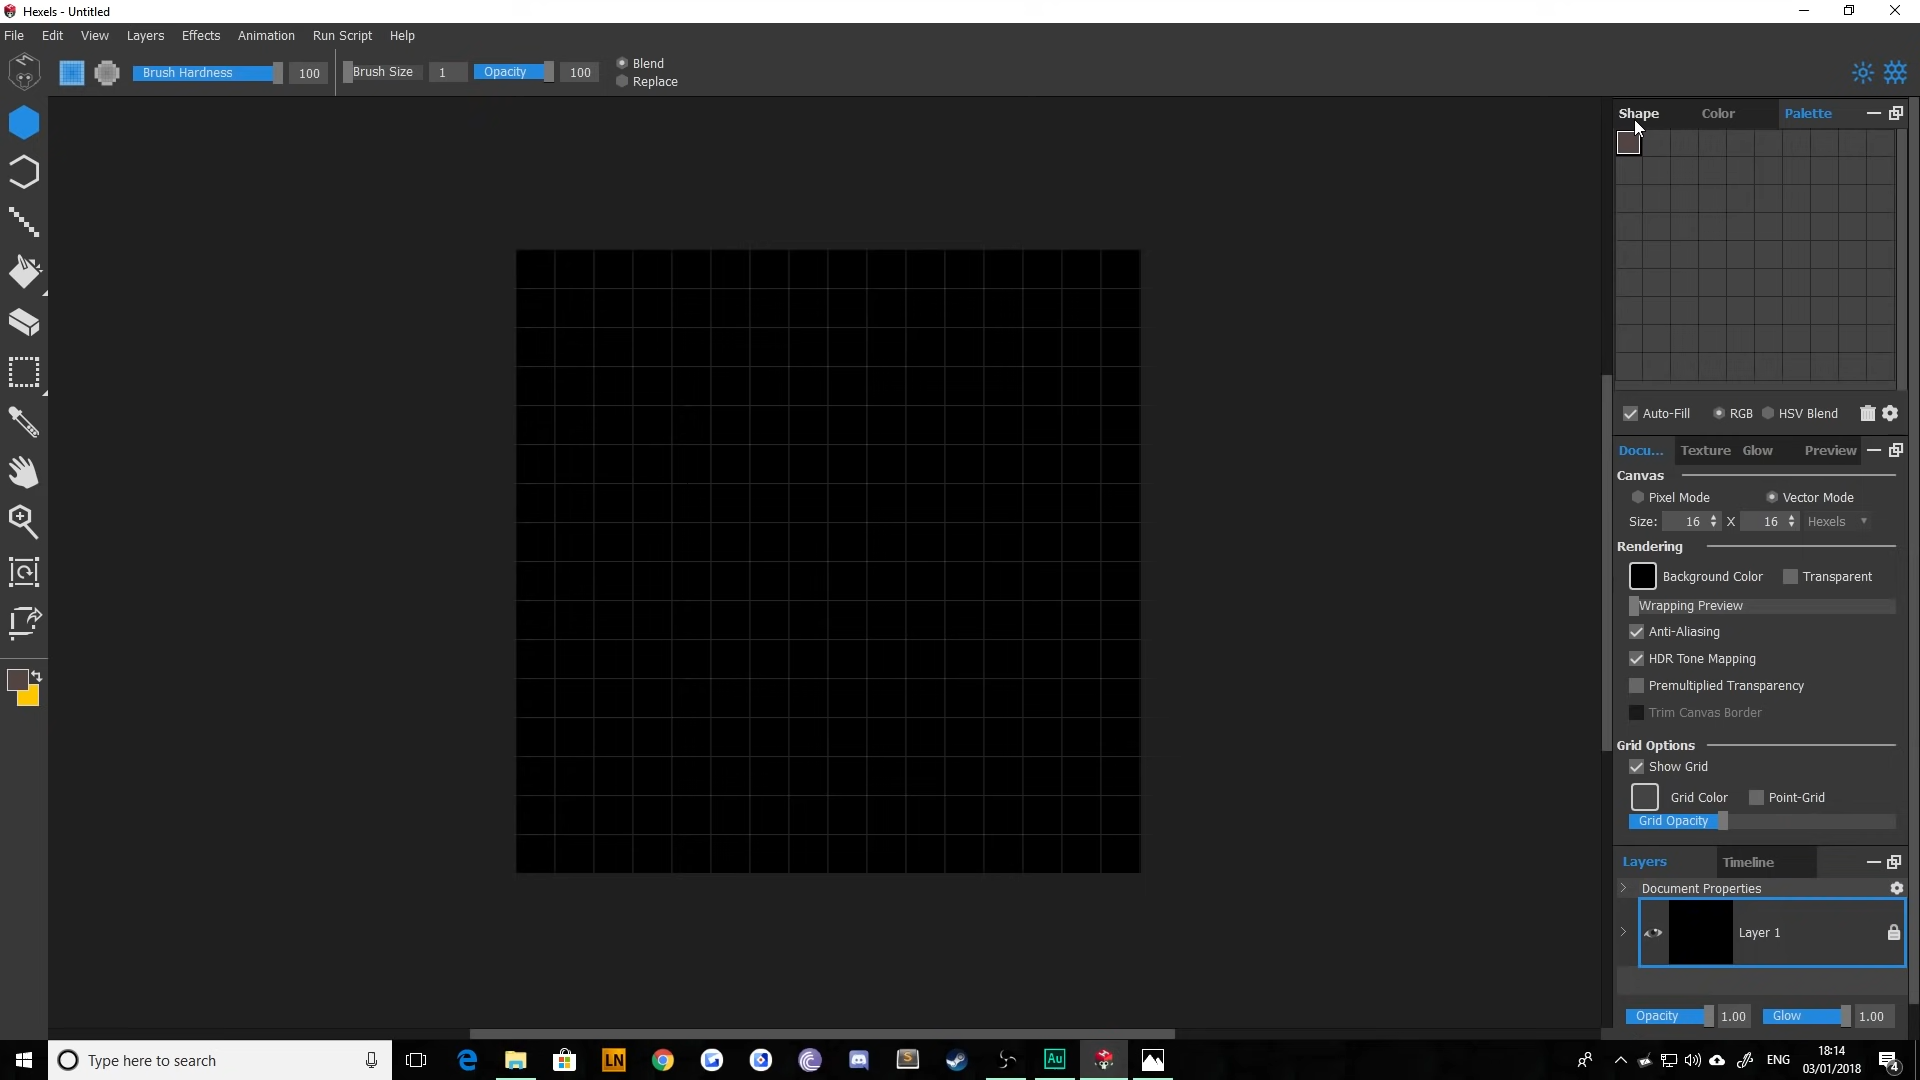 Hexels - Untitled
File Edit View Layers Effects Animation Run Script Help
Brush Hardness 100 Brush Size 1 Opacity 100 Blend
Replace
Shape Color Palette
Auto-Fill RGB HSV Blend
Docu... Texture Glow Preview
Canvas
Pixel Mode Vector Mode
Size: 16 X 16 Hexels
Rendering
Background Color Transparent
Wrapping Preview
Anti-Aliasing
HDR Tone Mapping
Premultiplied Transparency
Trim Canvas Border
Grid Options
Show Grid
Grid Color Point-Grid
Grid Opacity
Layers Timeline
Document Properties
Layer 1
Opacity 1.00 Glow 1.00
Type here to search
LN
S
Au
ENG
18:14
03/01/2018
4